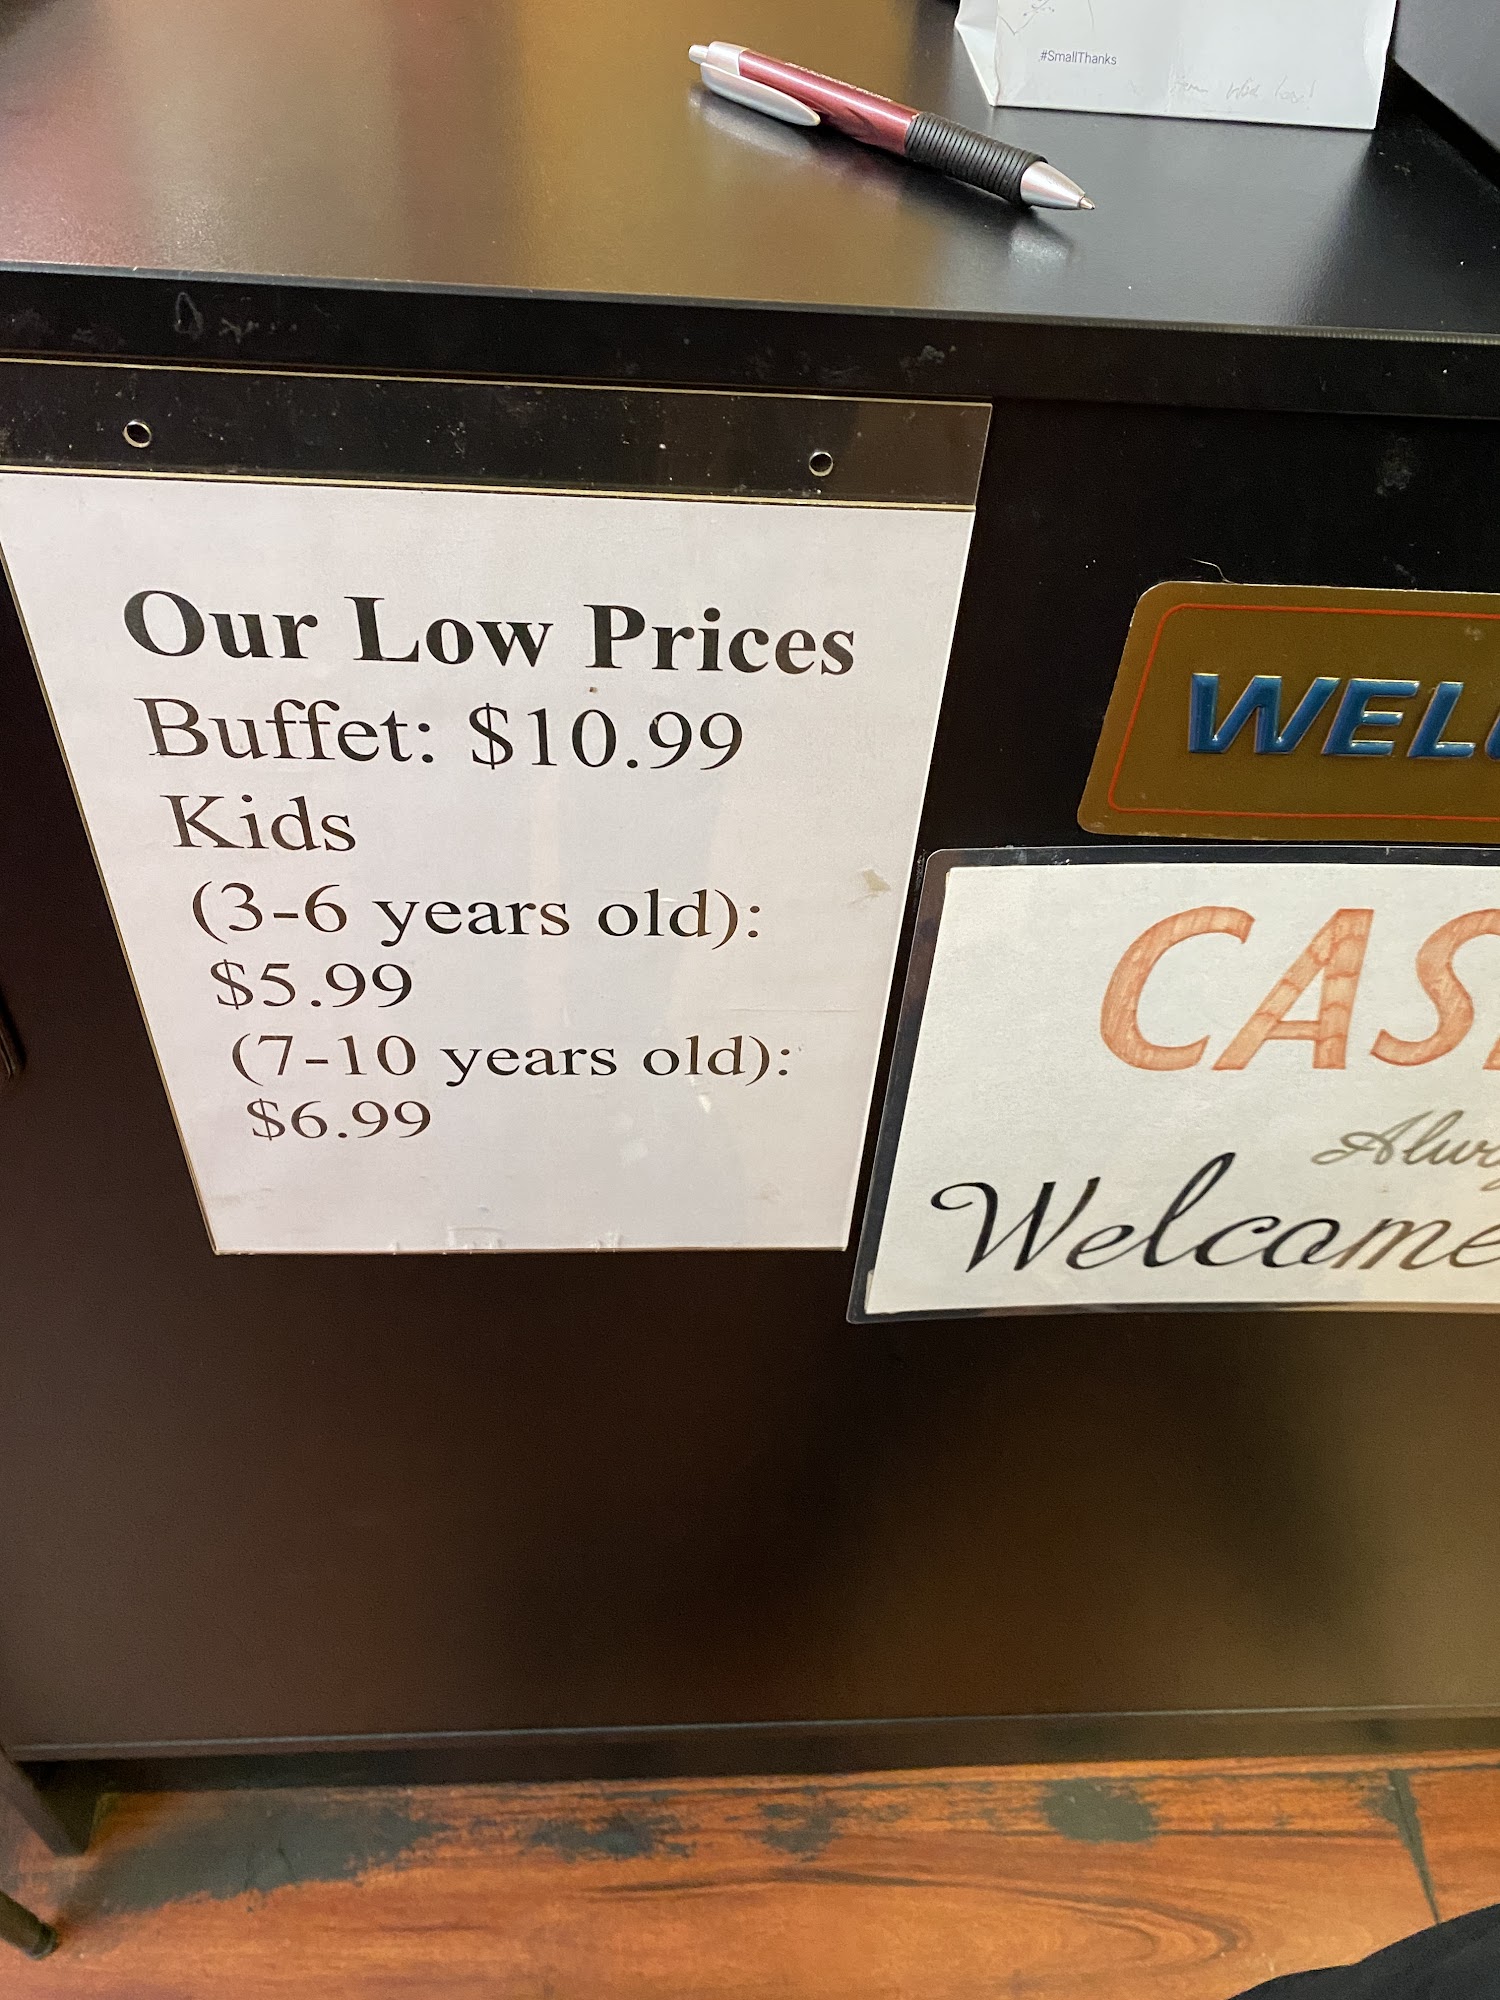 #SmallThanks
Our Low Prices
Buffet: $10.99
Kids
(3-6 years old):
$5.99
(7-10 years old):
$6.99
WEL
CAS
Alwa
Welcome